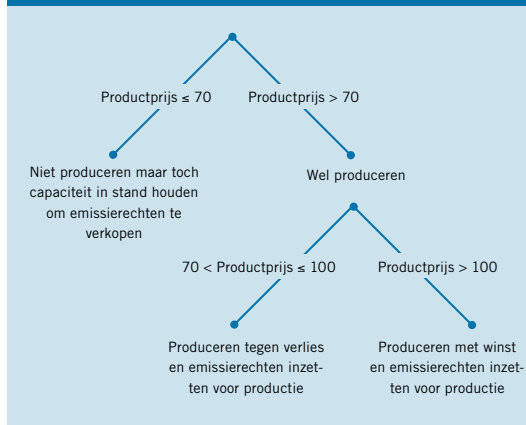 Productprijs ≤ 70
Productprijs > 70
Niet produceren maar toch
capaciteit in stand houden
om emissierechten te
verkopen
Wel produceren
70 < Productprijs ≤ 100
Productprijs > 100
Produceren tegen verlies
en emissierechten inzet-
ten voor productie
Produceren met winst
en emissierechten inzet-
ten voor productie